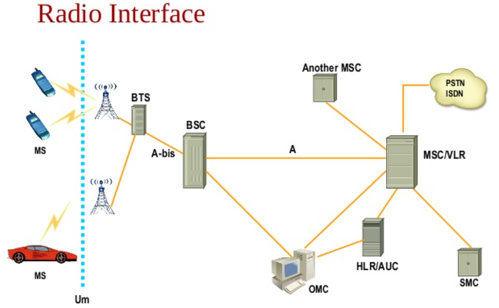 Radio Interface
Another MSC
PSTN
ISDN
BTS
BSC
MS
A-bis
A
MSC/VLR
MS
Um
OMC
HLR/AUC
SMC